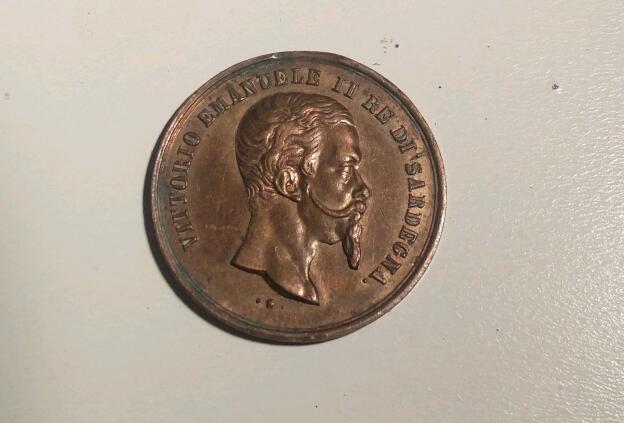 VITTORIO EMANUELE II RE DI SARDEGNA.